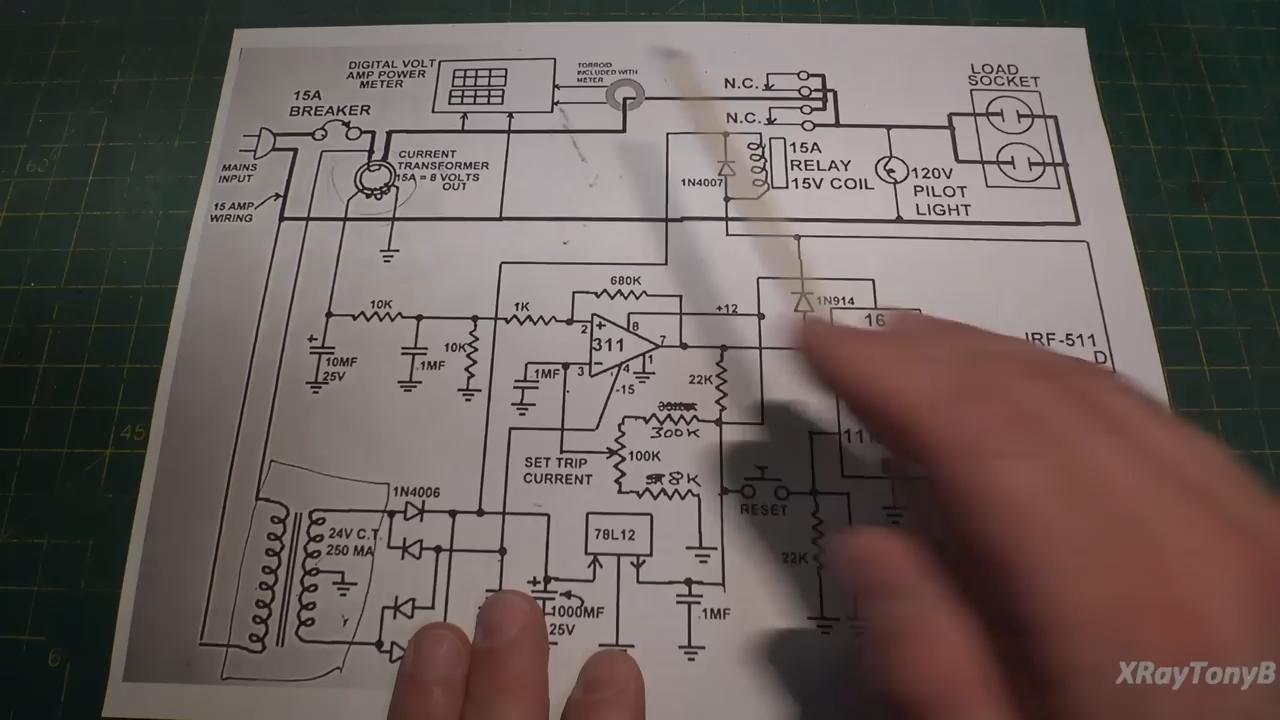 DIGITAL VOLT
AMP POWER
METER
TORROID
INCLUDED WITH
METER
15A
BREAKER
MAINS
INPUT
15 AMP
WIRING
CURRENT
TRANSFORMER
15A = 8 VOLTS
OUT
N.C.
N.C.
LOAD
SOCKET
1N4007
15A
RELAY
15V COIL
120V
PILOT
LIGHT
680K
10K
1K
+12
1N914
16
2
+
8
311
7
3
-
4
1
-15
10K
+
10MF
25V
.1MF
.1MF
22K
IRF-511
D
300K
100K
SET TRIP
CURRENT
8K
11
RESET
1N4006
24V C.T.
250 MA
78L12
22K
+
1000MF
25V
.1MF
45
6
XRayTonyB